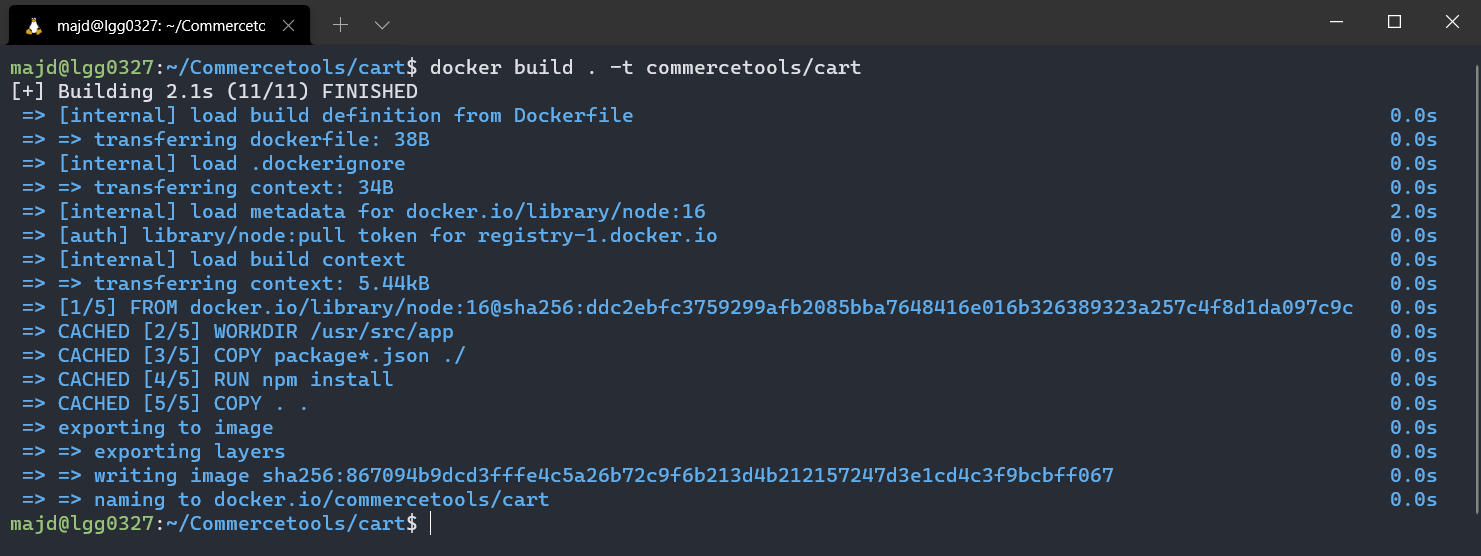 majd@lgg0327: ~/Commerceto
majd@lgg0327:~/Commercetools/cart$ docker build . -t commercetools/cart
[+] Building 2.1s (11/11) FINISHED
=> [internal] load build definition from Dockerfile 0.0s
=> => transferring dockerfile: 38B 0.0s
=> [internal] load .dockerignore 0.0s
=> => transferring context: 34B 0.0s
=> [internal] load metadata for docker.io/library/node:16 2.0s
=> [auth] library/node:pull token for registry-1.docker.io 0.0s
=> [internal] load build context 0.0s
=> => transferring context: 5.44kB 0.0s
=> [1/5] FROM docker.io/library/node:16@sha256:ddc2ebfc3759299afb2085bba7648416e016b326389323a257c4f8d1da097c9c 0.0s
=> CACHED [2/5] WORKDIR /usr/src/app 0.0s
=> CACHED [3/5] COPY package*.json ./ 0.0s
=> CACHED [4/5] RUN npm install 0.0s
=> CACHED [5/5] COPY . . 0.0s
=> exporting to image 0.0s
=> => exporting layers 0.0s
=> => writing image sha256:867094b9dcd3fffe4c5a26b72c9f6b213d4b212157247d3e1cd4c3f9bcbff067 0.0s
=> => naming to docker.io/commercetools/cart 0.0s
majd@lgg0327:~/Commercetools/cart$